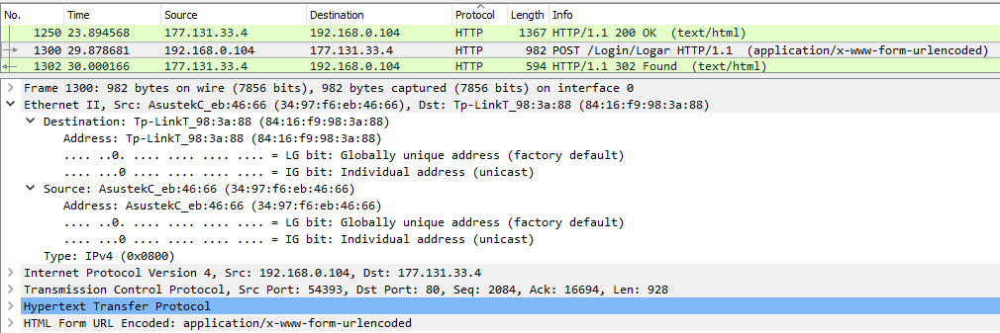 No. Time Source Destination Protocol Length Info
1250 23.894568 177.131.33.4 192.168.0.104 HTTP 1367 HTTP/1.1 200 OK  (text/html)
1300 29.878681 192.168.0.104 177.131.33.4 HTTP 982 POST /Login/Logar HTTP/1.1  (application/x-www-form-urlencoded)
1302 30.000166 177.131.33.4 192.168.0.104 HTTP 594 HTTP/1.1 302 Found  (text/html)
Frame 1300: 982 bytes on wire (7856 bits), 982 bytes captured (7856 bits) on interface 0
Ethernet II, Src: AsustekC_eb:46:66 (34:97:f6:eb:46:66), Dst: Tp-LinkT_98:3a:88 (84:16:f9:98:3a:88)
Destination: Tp-LinkT_98:3a:88 (84:16:f9:98:3a:88)
Address: Tp-LinkT_98:3a:88 (84:16:f9:98:3a:88)
.... ..0. .... .... .... .... = LG bit: Globally unique address (factory default)
.... ...0 .... .... .... .... = IG bit: Individual address (unicast)
Source: AsustekC_eb:46:66 (34:97:f6:eb:46:66)
Address: AsustekC_eb:46:66 (34:97:f6:eb:46:66)
.... ..0. .... .... .... .... = LG bit: Globally unique address (factory default)
.... ...0 .... .... .... .... = IG bit: Individual address (unicast)
Type: IPv4 (0x0800)
Internet Protocol Version 4, Src: 192.168.0.104, Dst: 177.131.33.4
Transmission Control Protocol, Src Port: 54393, Dst Port: 80, Seq: 2084, Ack: 16694, Len: 928
Hypertext Transfer Protocol
HTML Form URL Encoded: application/x-www-form-urlencoded